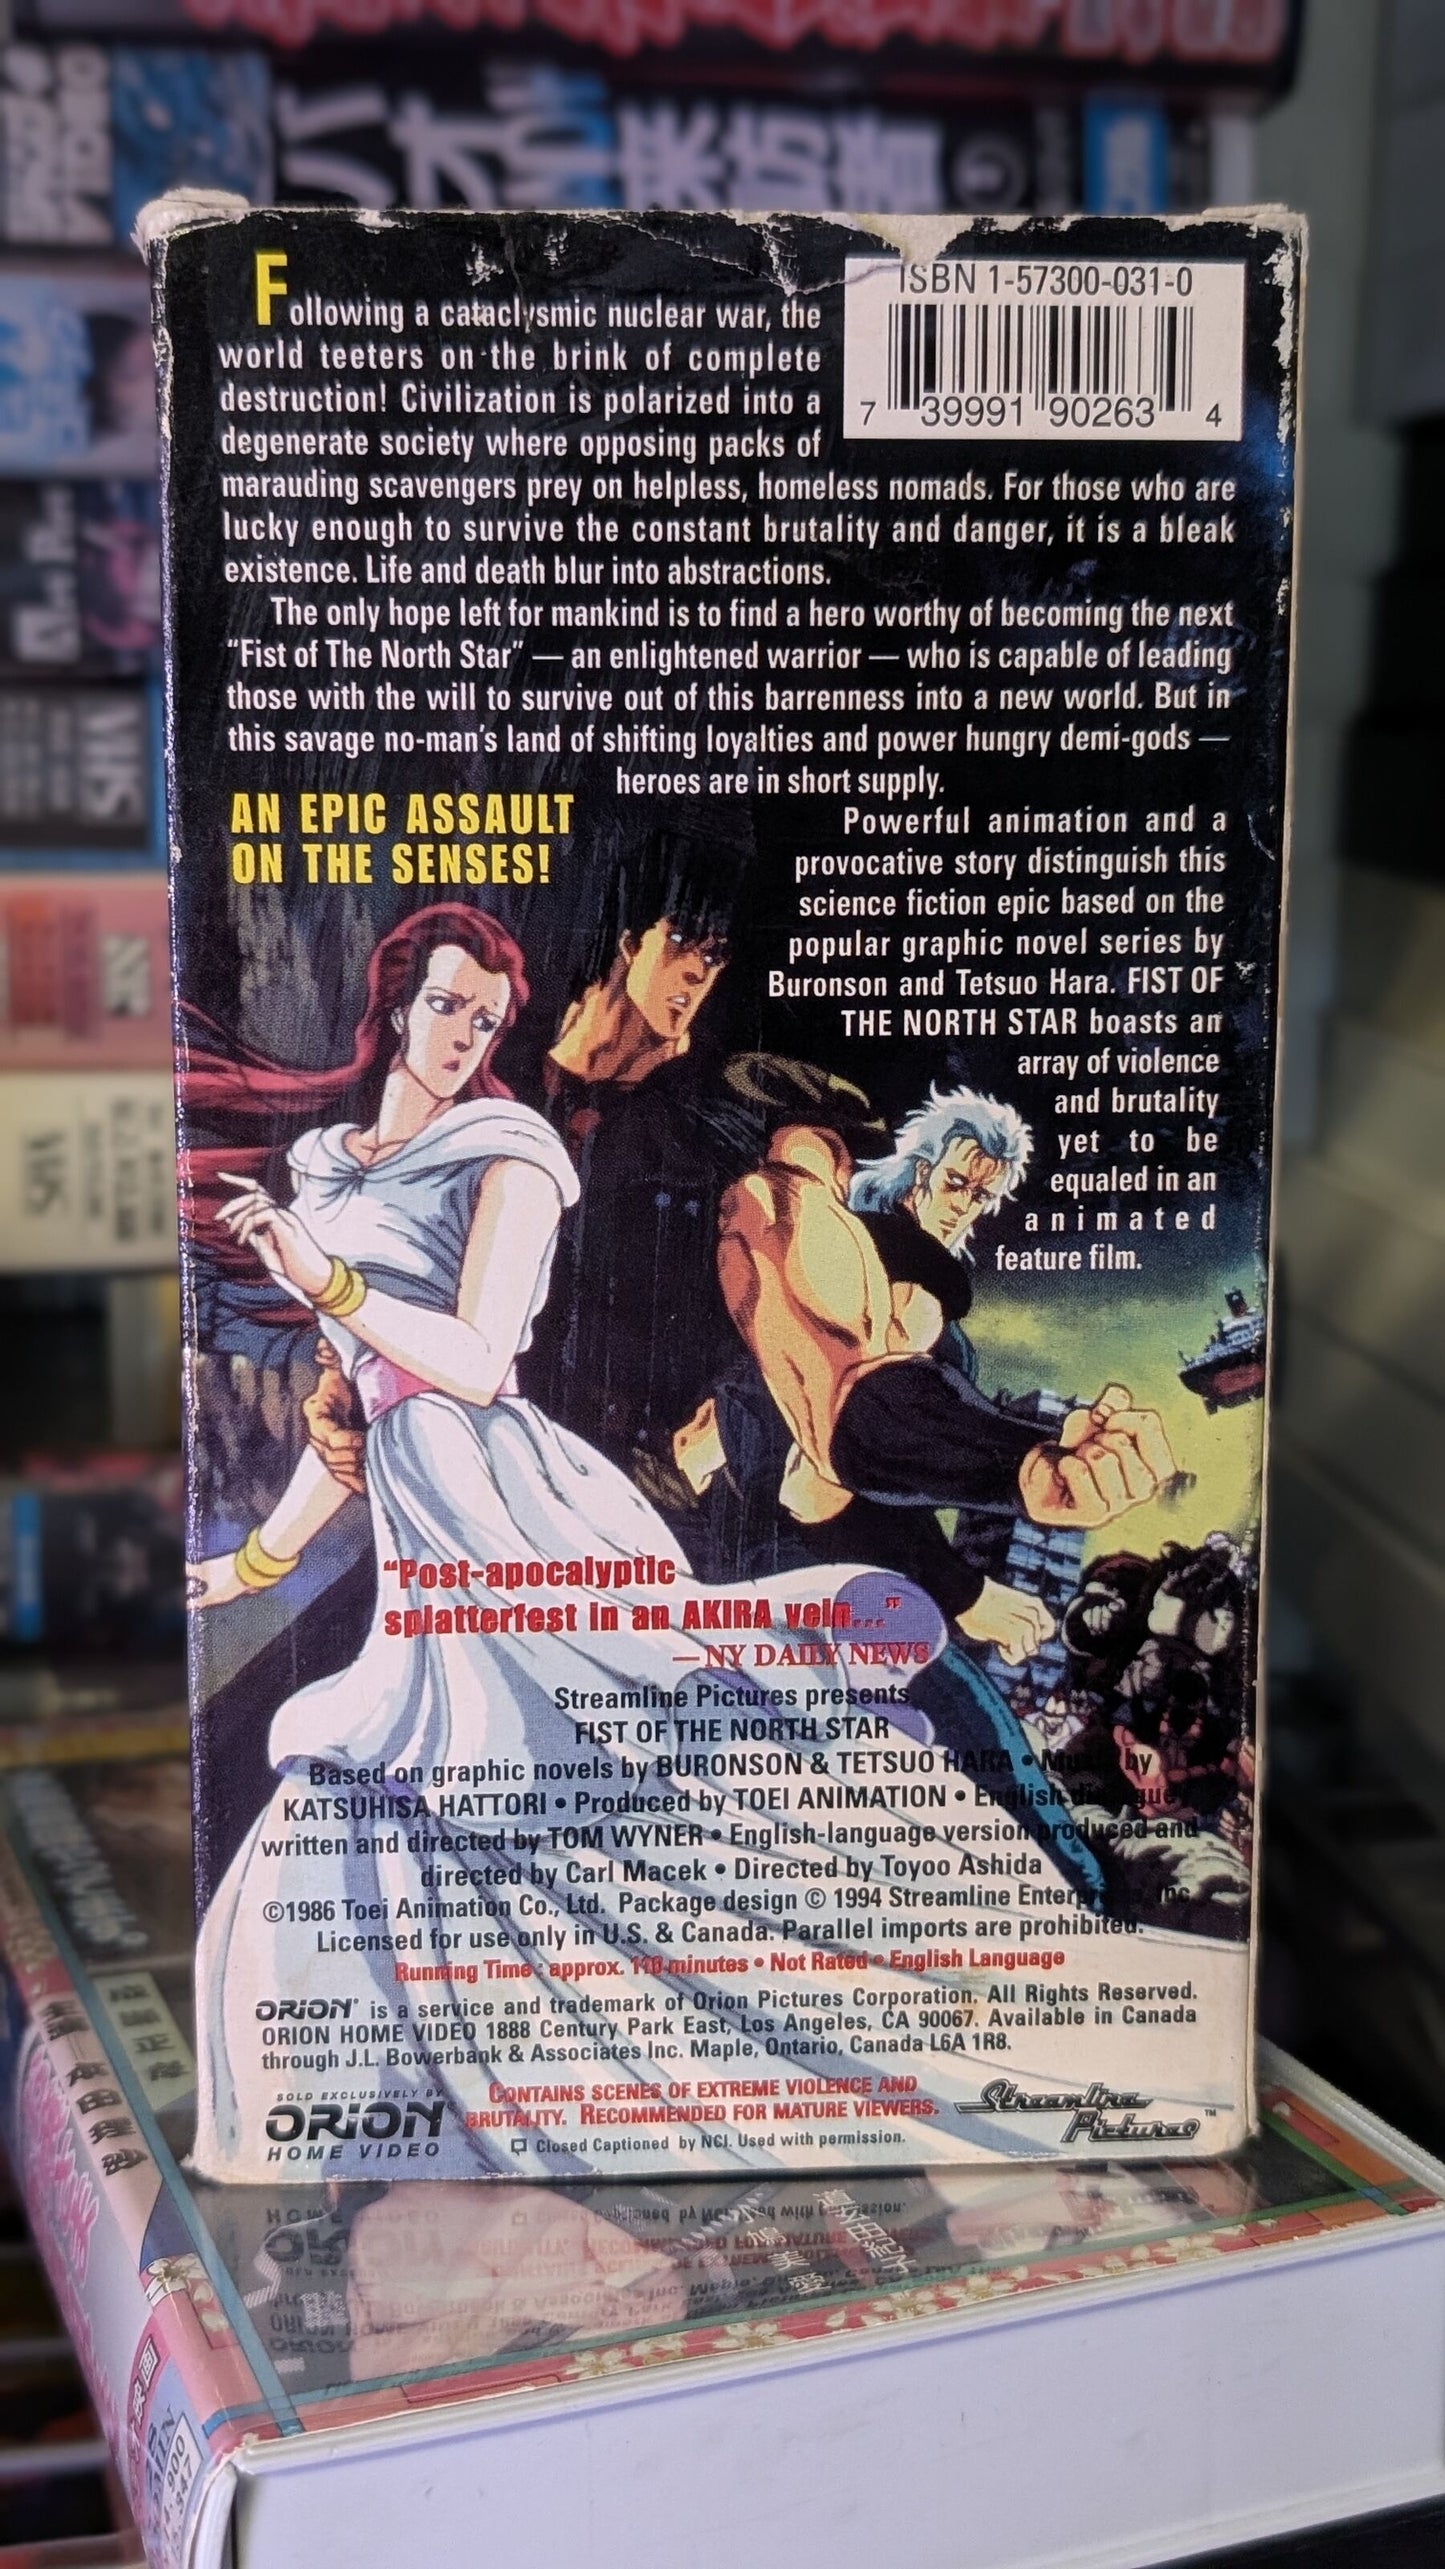 ISBN 1-57300-031-0
7 39991 90263 4
Following a cataclysmic nuclear war, the
world teeters on the brink of complete
destruction! Civilization is polarized into a
degenerate society where opposing packs of
marauding scavengers prey on helpless, homeless nomads. For those who are
lucky enough to survive the constant brutality and danger, it is a bleak
existence. Life and death blur into abstractions.
The only hope left for mankind is to find a hero worthy of becoming the next
"Fist of The North Star" — an enlightened warrior — who is capable of leading
those with the will to survive out of this barrenness into a new world. But in
this savage no-man's land of shifting loyalties and power hungry demi-gods —
heroes are in short supply.
AN EPIC ASSAULT
ON THE SENSES!
Powerful animation and a
provocative story distinguish this
science fiction epic based on the
popular graphic novel series by
Buronson and Tetsuo Hara. FIST OF
THE NORTH STAR boasts an
array of violence
and brutality
yet to be
equaled in an
animated
feature film.
"Post-apocalyptic
splatterfest in an AKIRA vein..."
—NY DAILY NEWS
Streamline Pictures presents
FIST OF THE NORTH STAR
Based on graphic novels by BURONSON & TETSUO HARA • Music by
KATSUHISA HATTORI • Produced by TOEI ANIMATION • English dialogue
written and directed by TOM WYNER • English-language version produced and
directed by Carl Macek • Directed by Toyoo Ashida
©1986 Toei Animation Co., Ltd. Package design © 1994 Streamline Enterprises, Inc.
Licensed for use only in U.S. & Canada. Parallel imports are prohibited.
Running Time: approx. 110 minutes • Not Rated • English Language
ORION® is a service and trademark of Orion Pictures Corporation. All Rights Reserved.
ORION HOME VIDEO 1888 Century Park East, Los Angeles, CA 90067. Available in Canada
through J.L. Bowerbank & Associates Inc. Maple, Ontario, Canada L6A 1R8.
SOLD EXCLUSIVELY BY
ORION
HOME VIDEO
CONTAINS SCENES OF EXTREME VIOLENCE AND
BRUTALITY. RECOMMENDED FOR MATURE VIEWERS.
Closed Captioned by NCI. Used with permission.
Streamline
Pictures™
VHS